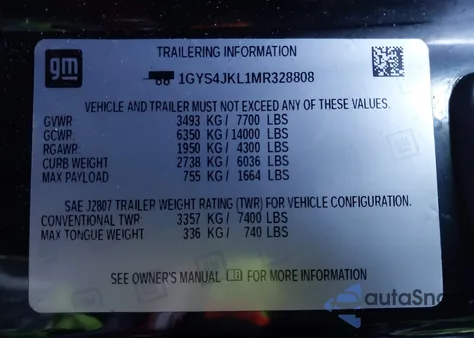 gm
TRAILERING INFORMATION
1GYS4JKL1MR328808
VEHICLE AND TRAILER MUST NOT EXCEED ANY OF THESE VALUES.
GVWR: 3493 KG / 7700 LBS
GCWR: 6350 KG / 14000 LBS
RGAWR: 1950 KG / 4300 LBS
CURB WEIGHT 2738 KG / 6036 LBS
MAX PAYLOAD 755 KG / 1664 LBS
SAE J2807 TRAILER WEIGHT RATING (TWR) FOR VEHICLE CONFIGURATION.
CONVENTIONAL TWR: 3357 KG / 7400 LBS
MAX TONGUE WEIGHT: 336 KG / 740 LBS
SEE OWNER'S MANUAL FOR MORE INFORMATION